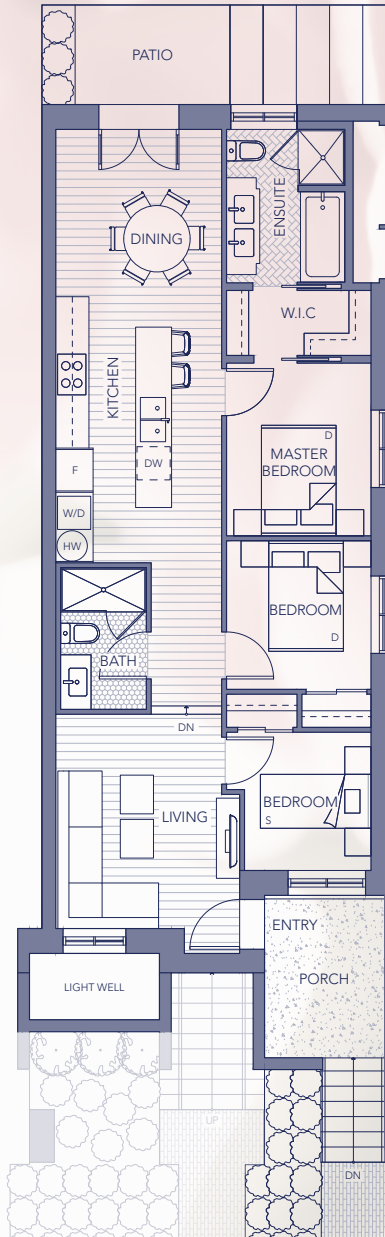 PATIO
ENSUITE
DINING
W.I.C
KITCHEN
D
MASTER
BEDROOM
DW
F
W/D
HW
BEDROOM
D
BATH
DN
BEDROOM
S
LIVING
ENTRY
PORCH
LIGHT WELL
UP
DN